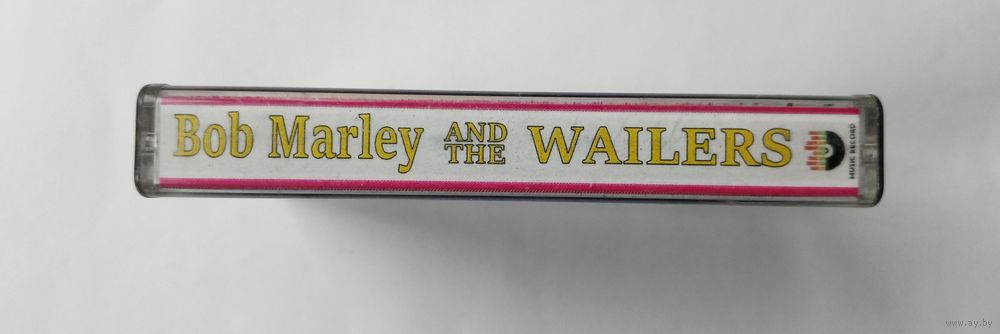 Bob Marley AND THE WAILERS
MUSIC RECORD
www.ay.by